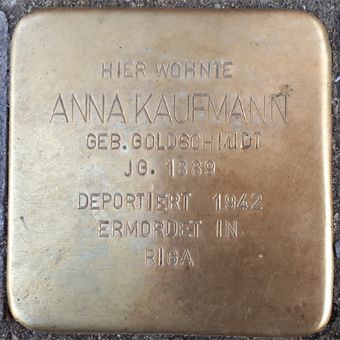 HIER WOHNTE
ANNA KAUFMANN
GEB. GOLDSCHMIDT
JG. 1889
DEPORTIERT 1942
ERMORDET IN
RIGA